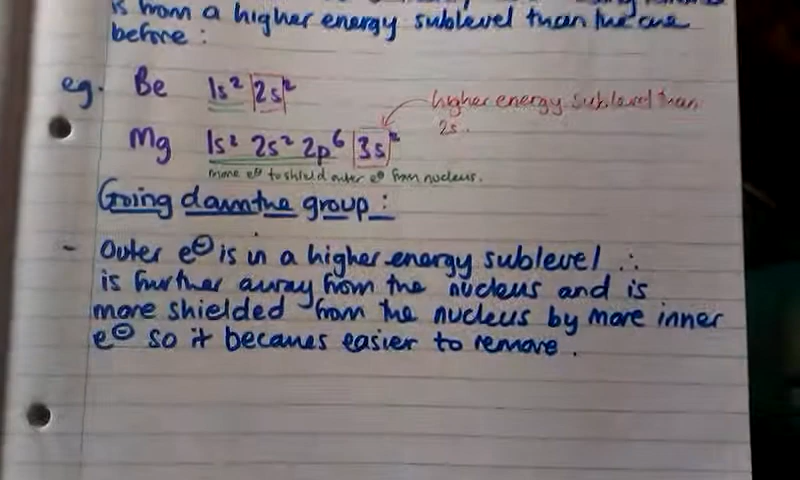 is from a higher energy sublevel than the one
before :
eg. Be 1s² 2s²
higher energy sublevel than
2s.
Mg 1s² 2s² 2p⁶ 3s²
more e⊖ to shield outer e⊖ from nucleus.
Going down the group :
- Outer e⊖ is in a higher energy sublevel ∴
is further away from the nucleus and is
more shielded from the nucleus by more inner
e⊖ so it becomes easier to remove .